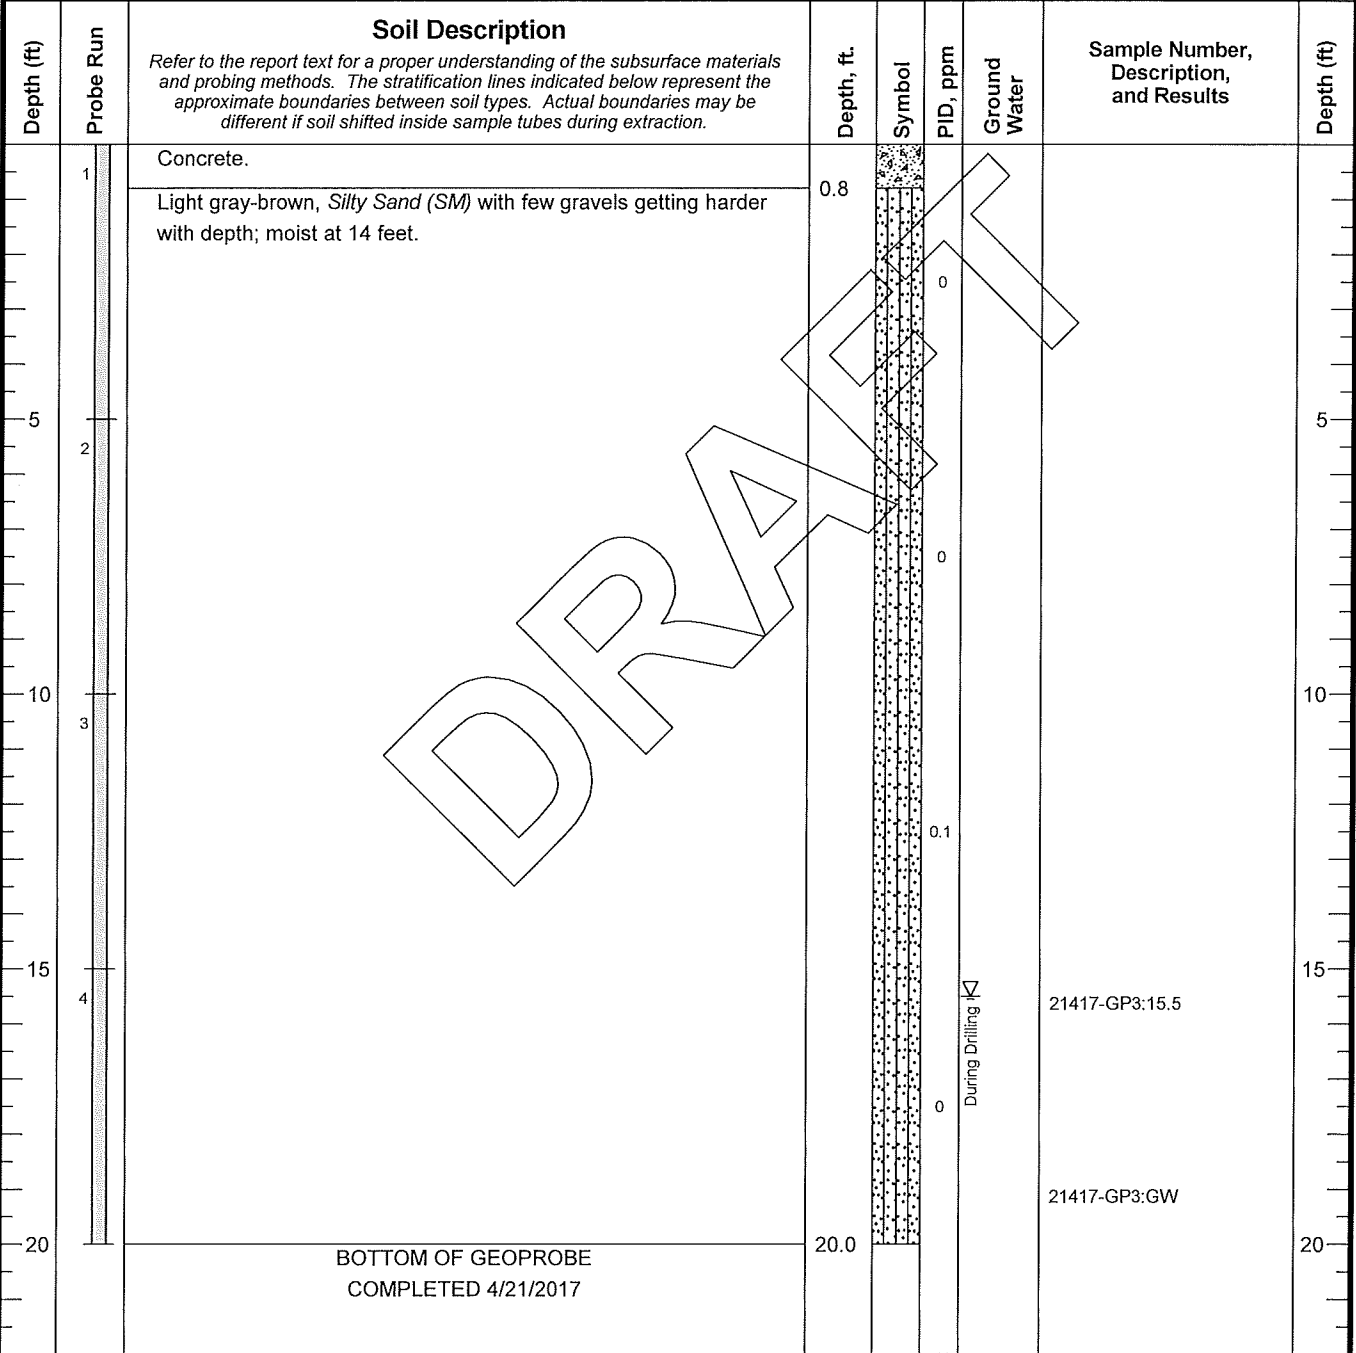 Depth (ft)
Probe Run
Soil Description
Refer to the report text for a proper understanding of the subsurface materials
and probing methods. The stratification lines indicated below represent the
approximate boundaries between soil types. Actual boundaries may be
different if soil shifted inside sample tubes during extraction.
Depth, ft.
Symbol
PID, ppm
Ground
Water
Sample Number,
Description,
and Results
Depth (ft)
1
Concrete.
0.8
Light gray-brown, Silty Sand (SM) with few gravels getting harder
with depth; moist at 14 feet.
0
5
5
2
0
DRAFT
10
10
3
0.1
15
15
4
During Drilling
21417-GP3:15.5
0
21417-GP3:GW
20
20.0
20
BOTTOM OF GEOPROBE
COMPLETED 4/21/2017